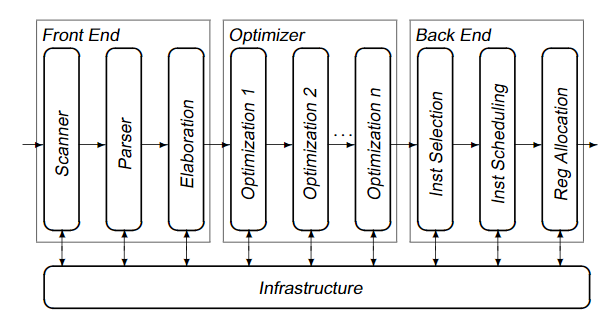 Front End
Optimizer
Back End
Scanner
Parser
Elaboration
Optimization 1
Optimization 2
...
Optimization n
Inst Selection
Inst Scheduling
Reg Allocation
Infrastructure